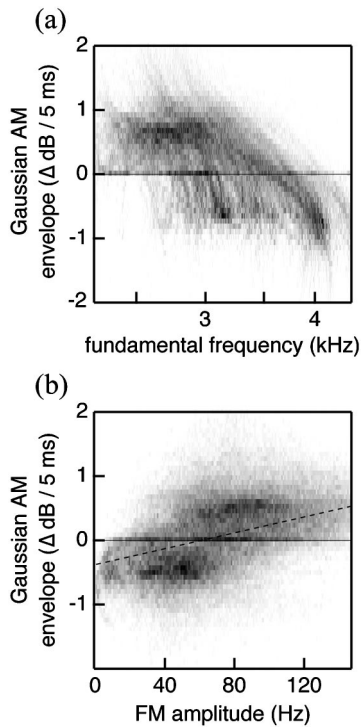 (a)
Gaussian AM
envelope (Δ dB / 5 ms)
2
1
0
-1
-2
3
4
fundamental frequency (kHz)
(b)
Gaussian AM
envelope (Δ dB / 5 ms)
2
1
0
-1
0
40
80
120
FM amplitude (Hz)